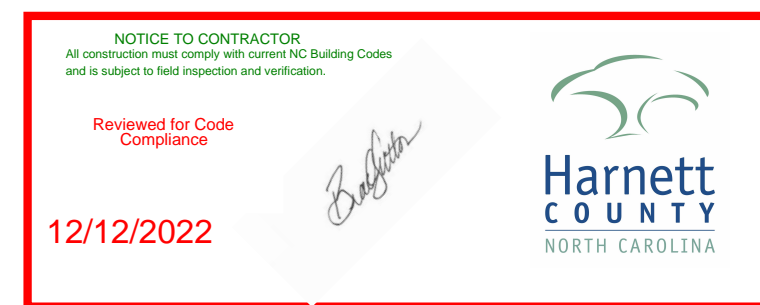 NOTICE TO CONTRACTOR
All construction must comply with current NC Building Codes
and is subject to field inspection and verification.
Reviewed for Code
Compliance
12/12/2022
Harnett
COUNTY
NORTH CAROLINA